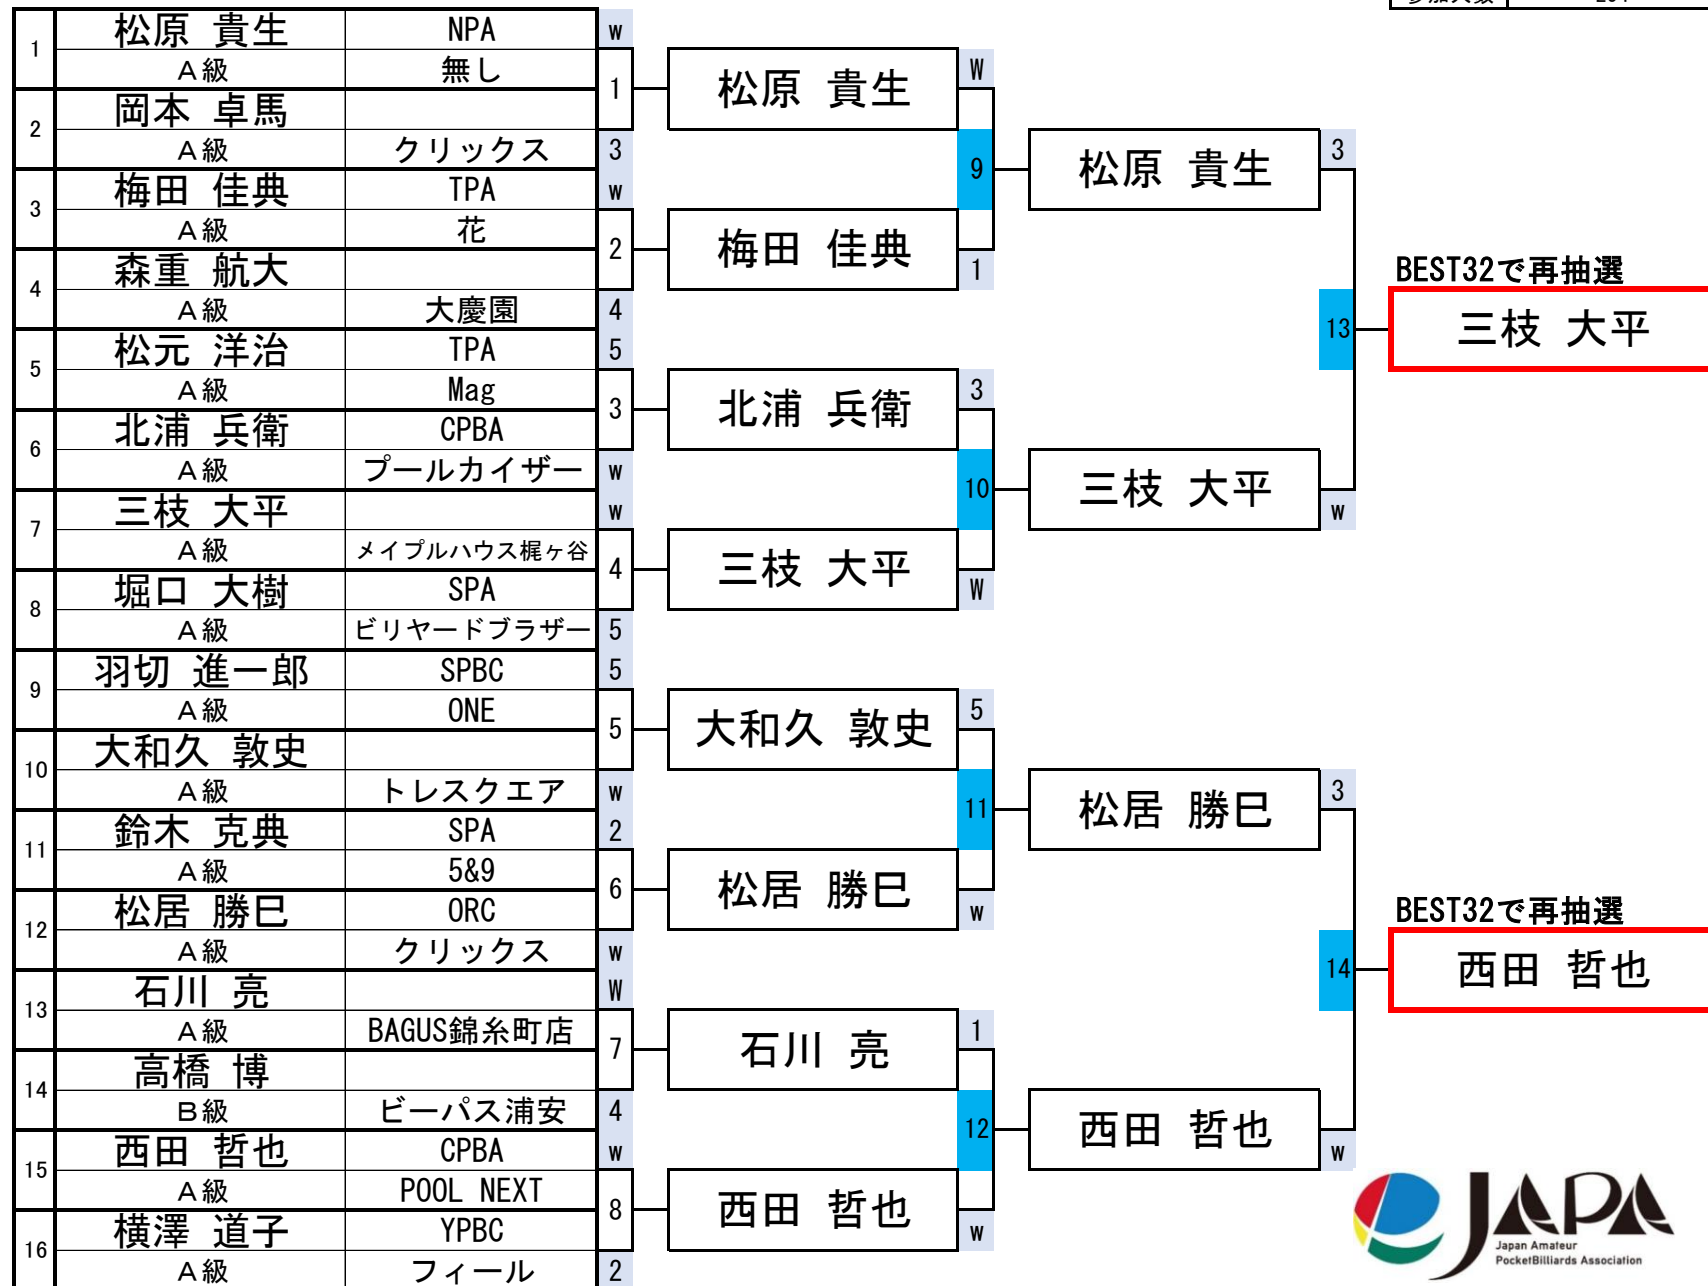 1 松原 貴生 NPA w
A級 無し
1
2 岡本 卓馬
A級 クリックス 3
3 梅田 佳典 TPA w
A級 花
2
4 森重 航大
A級 大慶園 4
5 松元 洋治 TPA 5
A級 Mag
3
6 北浦 兵衛 CPBA
A級 プールカイザー w
7 三枝 大平 w
A級 メイプルハウス梶ヶ谷
4
8 堀口 大樹 SPA
A級 ビリヤードブラザー 5
9 羽切 進一郎 SPBC 5
A級 ONE
5
10 大和久 敦史
A級 トレスクエア w
11 鈴木 克典 SPA 2
A級 5&9
6
12 松居 勝巳 ORC
A級 クリックス w
13 石川 亮 W
A級 BAGUS錦糸町店
7
14 高橋 博
B級 ビーパス浦安 4
15 西田 哲也 CPBA w
A級 POOL NEXT
8
16 横澤 道子 YPBC
A級 フィール 2
松原 貴生 W
9
梅田 佳典 1
北浦 兵衛 3
10
三枝 大平 W
大和久 敦史 5
11
松居 勝巳 w
石川 亮 1
12
西田 哲也 w
松原 貴生 3
13
三枝 大平 w
松居 勝巳 3
14
西田 哲也 w
BEST32で再抽選
三枝 大平
BEST32で再抽選
西田 哲也
JAPA
Japan Amateur
PocketBilliards Association